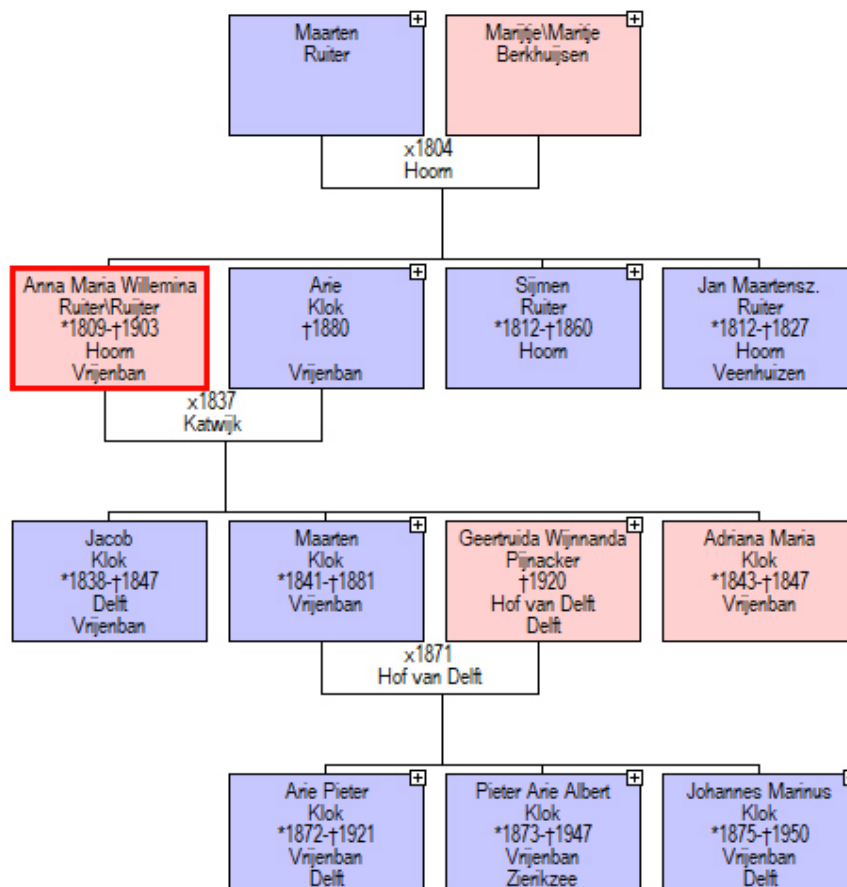 Maarten
Ruiter
Marijtje\Maritje
Berkhuijsen
x1804
Hoorn
Anna Maria Willemina
Ruiter\Ruijter
*1809-†1903
Hoorn
Vrijenban
Arie
Klok
†1880
Vrijenban
Sijmen
Ruiter
*1812-†1860
Hoorn
Jan Maartensz.
Ruiter
*1812-†1827
Hoorn
Veenhuizen
x1837
Katwijk
Jacob
Klok
*1838-†1847
Delft
Vrijenban
Maarten
Klok
*1841-†1881
Vrijenban
Geertruida Wijnnanda
Pijnacker
†1920
Hof van Delft
Delft
Adriana Maria
Klok
*1843-†1847
Vrijenban
x1871
Hof van Delft
Arie Pieter
Klok
*1872-†1921
Vrijenban
Delft
Pieter Arie Albert
Klok
*1873-†1947
Vrijenban
Zierikzee
Johannes Marinus
Klok
*1875-†1950
Vrijenban
Delft